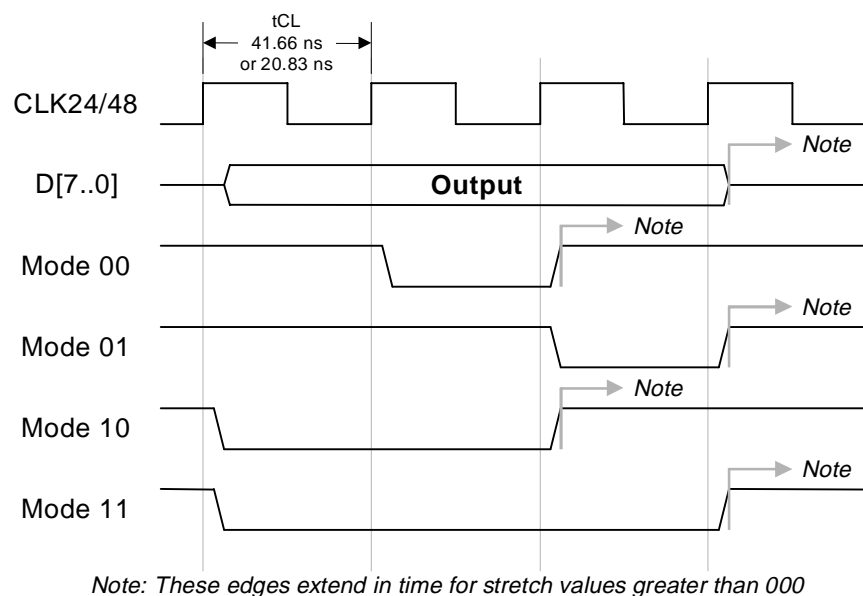 tCL
41.66 ns
or 20.83 ns
CLK24/48
Note
D[7..0]
Output
Note
Mode 00
Note
Mode 01
Note
Mode 10
Note
Mode 11
Note: These edges extend in time for stretch values greater than 000